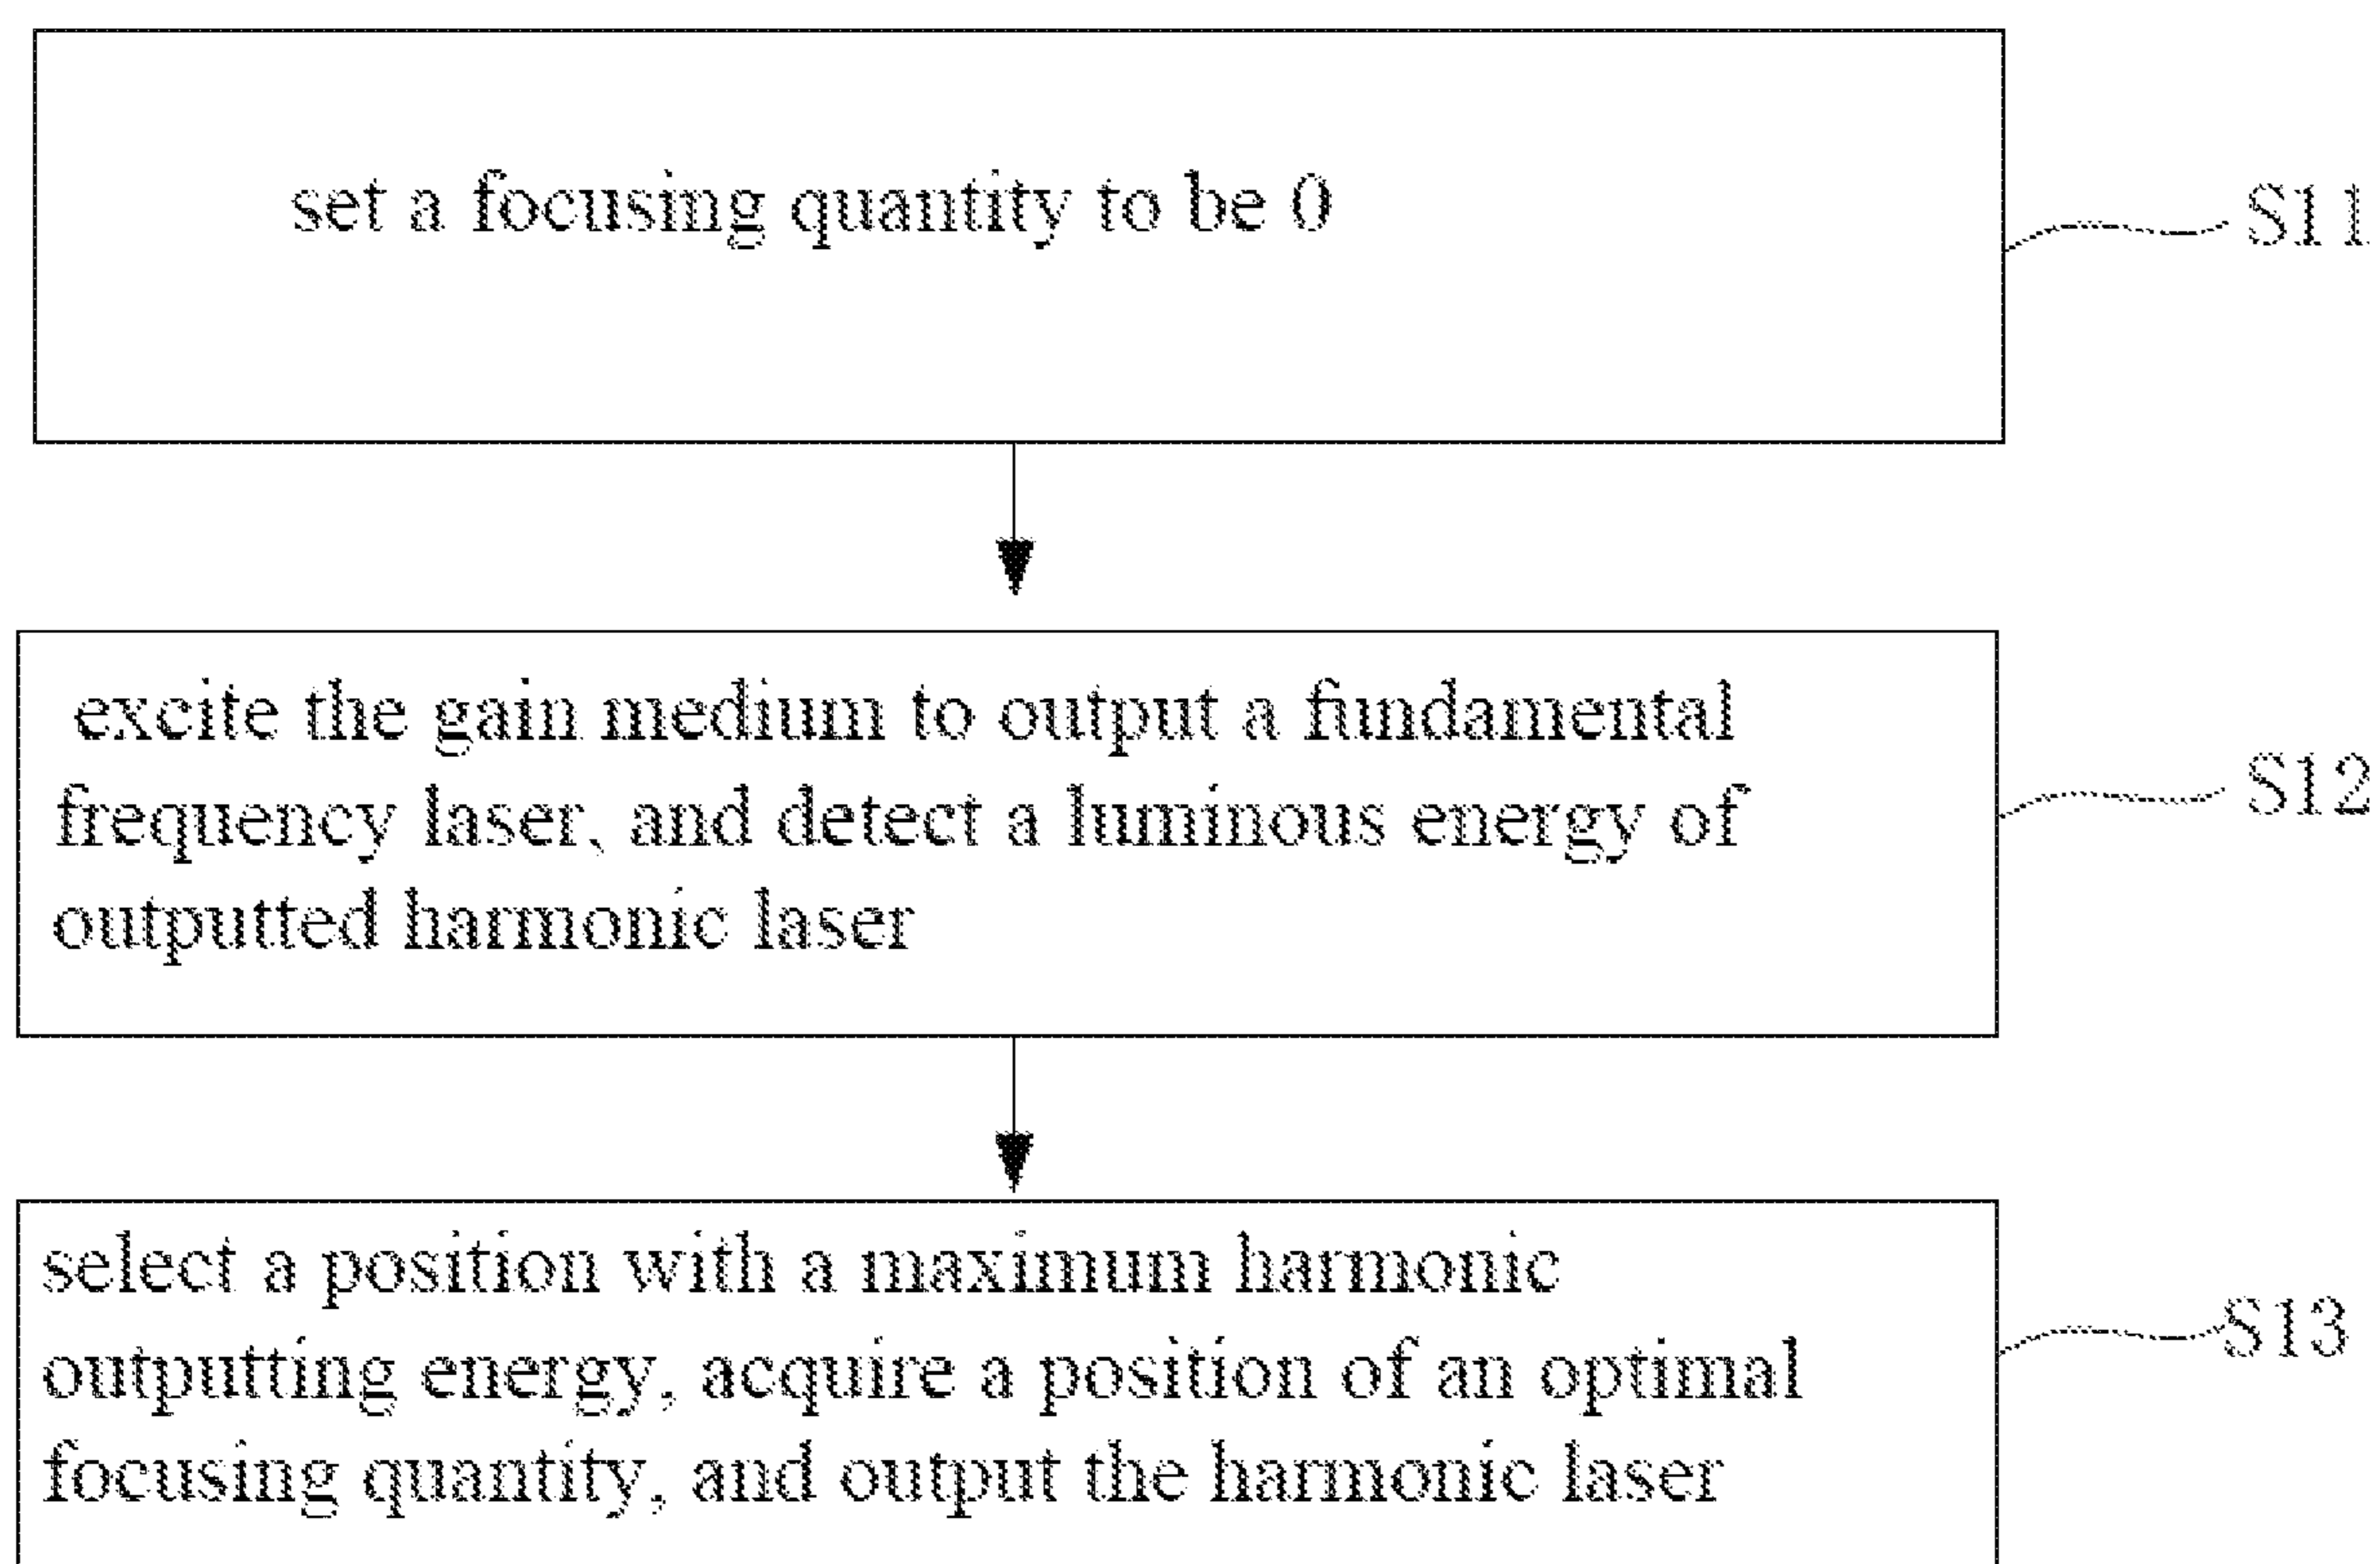 set a focusing quantity to be 0
S11
excite the gain medium to output a fundamental
frequency laser, and detect a luminous energy of
outputted harmonic laser
S12
select a position with a maximum harmonic
outputting energy, acquire a position of an optimal
focusing quantity, and output the harmonic laser
S13